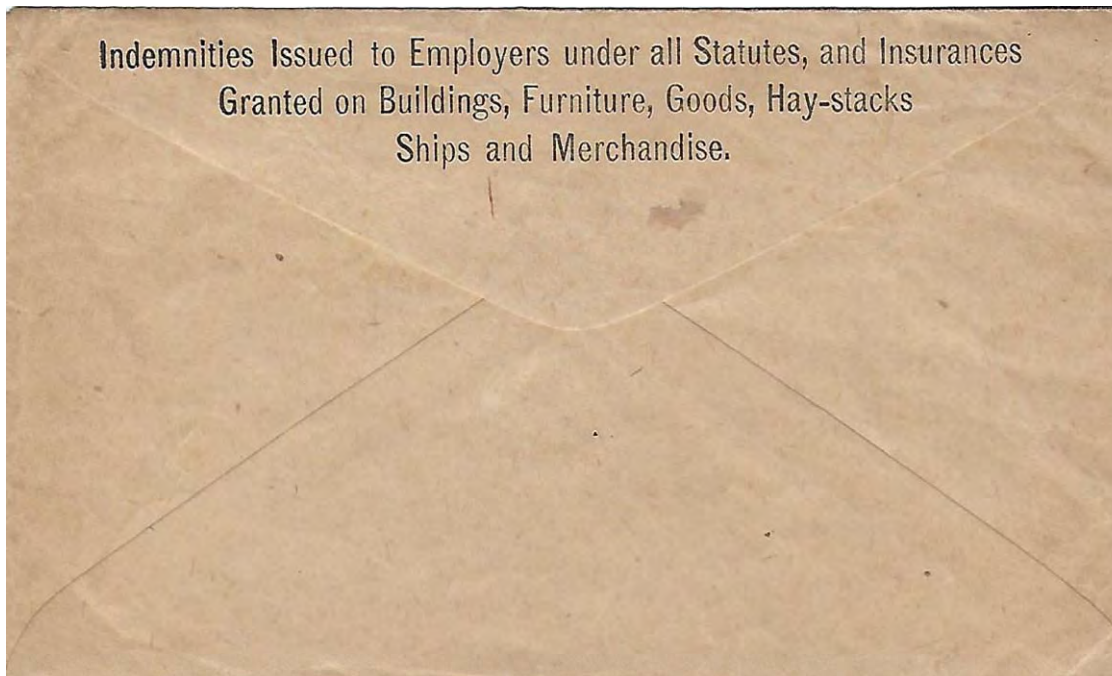 Indemnities Issued to Employers under all Statutes, and Insurances
Granted on Buildings, Furniture, Goods, Hay-stacks
Ships and Merchandise.